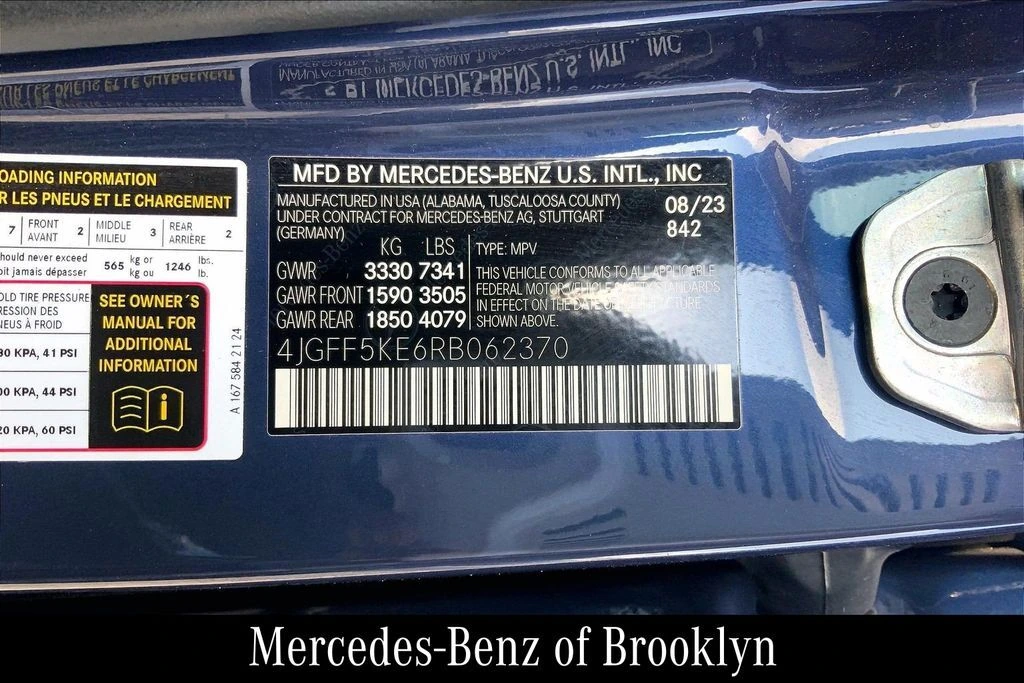 OADING INFORMATION
R LES PNEUS ET LE CHARGEMENT
7 FRONT AVANT 2 MIDDLE MILIEU 3 REAR ARRIÈRE 2
hould never exceed 565 kg or 1246 lbs.
oit jamais dépasser kg ou lb.
OLD TIRE PRESSURE
RESSION DES
NEUS À FROID
41 PSI
00 KPA, 44 PSI
20 KPA, 60 PSI
SEE OWNER´S
MANUAL FOR
ADDITIONAL
INFORMATION
i
A 167 584 21 24
MFD BY MERCEDES-BENZ U.S. INTL., INC
MANUFACTURED IN USA (ALABAMA, TUSCALOOSA COUNTY) 08/23
UNDER CONTRACT FOR MERCEDES-BENZ AG, STUTTGART 842
(GERMANY)
KG LBS TYPE: MPV
GWR 3330 7341 THIS VEHICLE CONFORMS TO ALL APPLICABLE
GAWR FRONT 1590 3505 FEDERAL MOTOR VEHICLE SAFETY STANDARDS
GAWR REAR 1850 4079 IN EFFECT ON THE DATE OF MANUFACTURE
SHOWN ABOVE.
4JGFF5KE6RB062370
Mercedes-Benz of Brooklyn